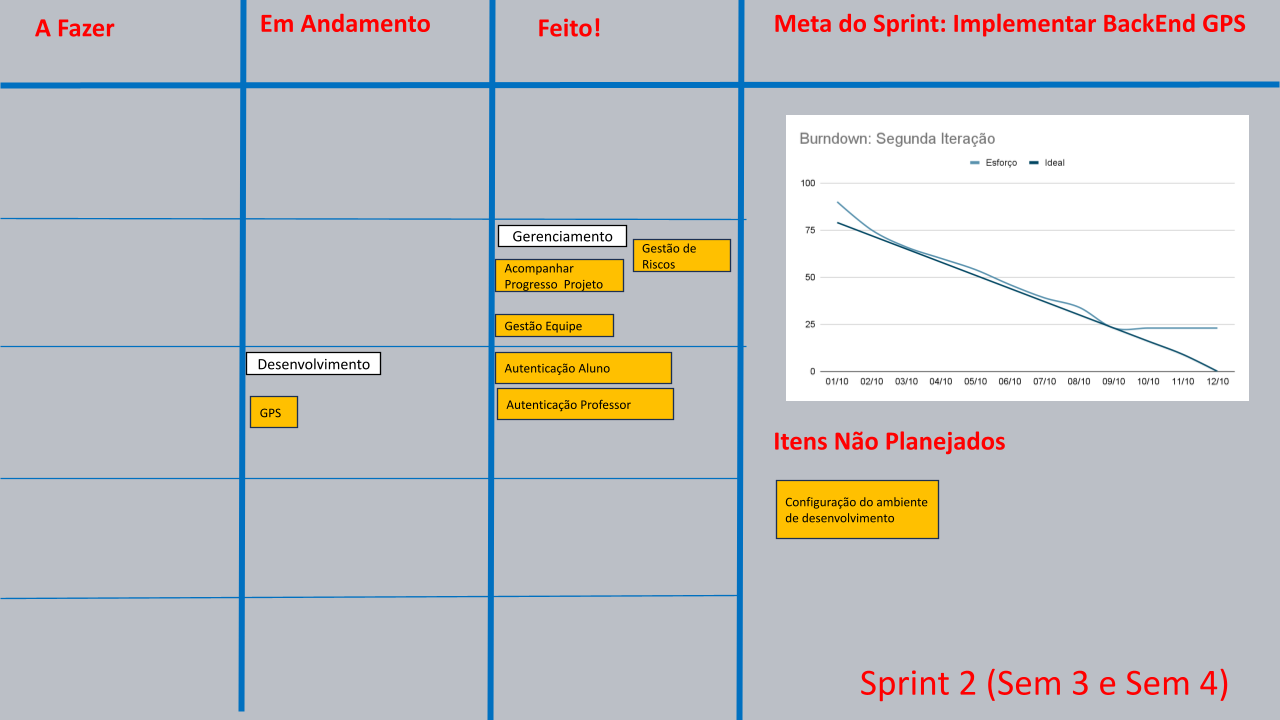 A Fazer
Em Andamento
Feito!
Meta do Sprint: Implementar BackEnd GPS
Burndown: Segunda Iteração
Esforço
Ideal
100
75
50
25
0
01/10
02/10
03/10
04/10
05/10
06/10
07/10
08/10
09/10
10/10
11/10
12/10
Gerenciamento
Gestão de
Riscos
Acompanhar
Progresso  Projeto
Gestão Equipe
Desenvolvimento
GPS
Autenticação Aluno
Autenticação Professor
Itens Não Planejados
Configuração do ambiente
de desenvolvimento
Sprint 2 (Sem 3 e Sem 4)